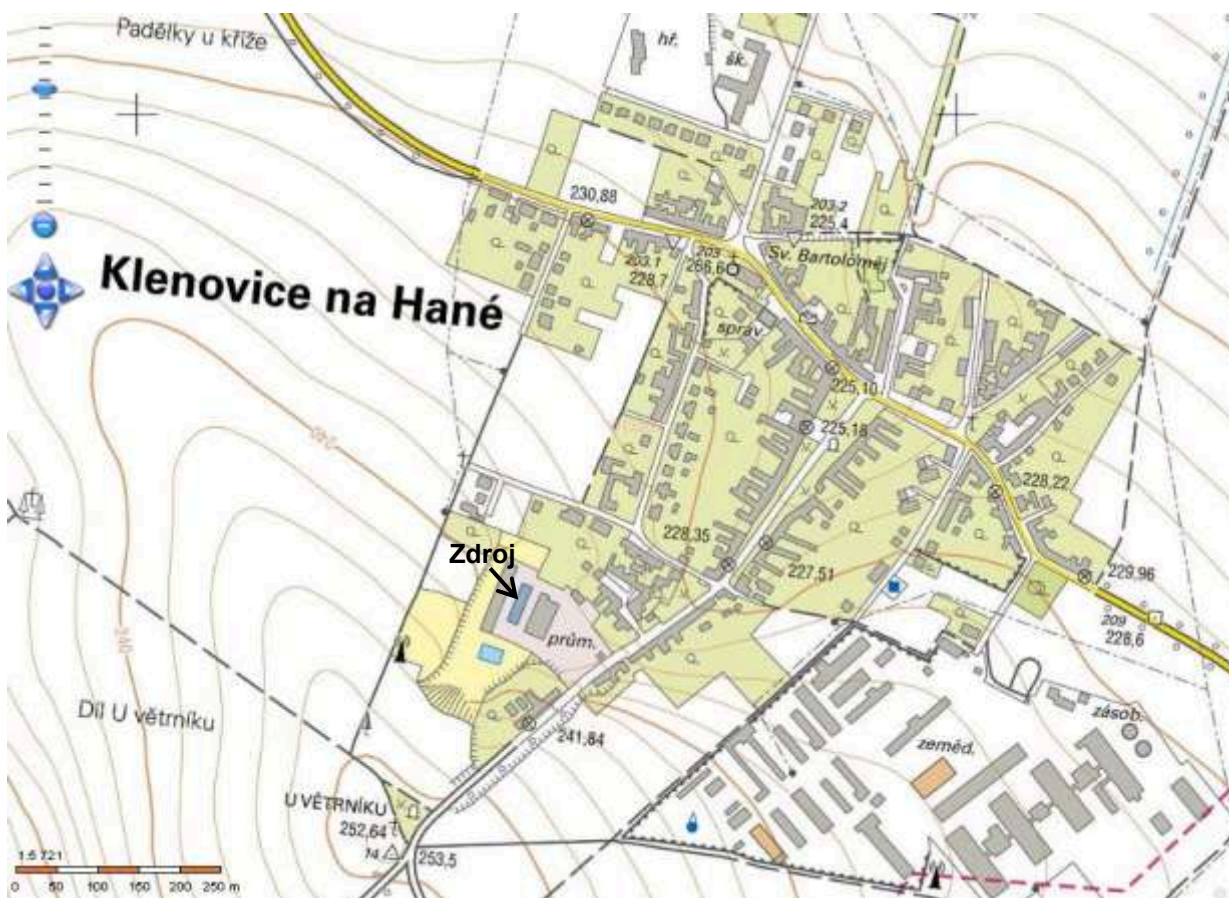 Padělky u kříže
hř.
šk.
230,88
203.2
225,4
203.1
228,7
203
Sv. Bartoloměj
Klenovice na Hané
správ
225,10
225,18
240
228,22
228,35
Zdroj
227,51
229,96
209
228,6
prům.
Díl U větrníku
240
241,84
zásob.
zeměd.
U VĚTRNÍKU
252,64
14
253,5
1:5 721
0 50 100 150 200 250 m